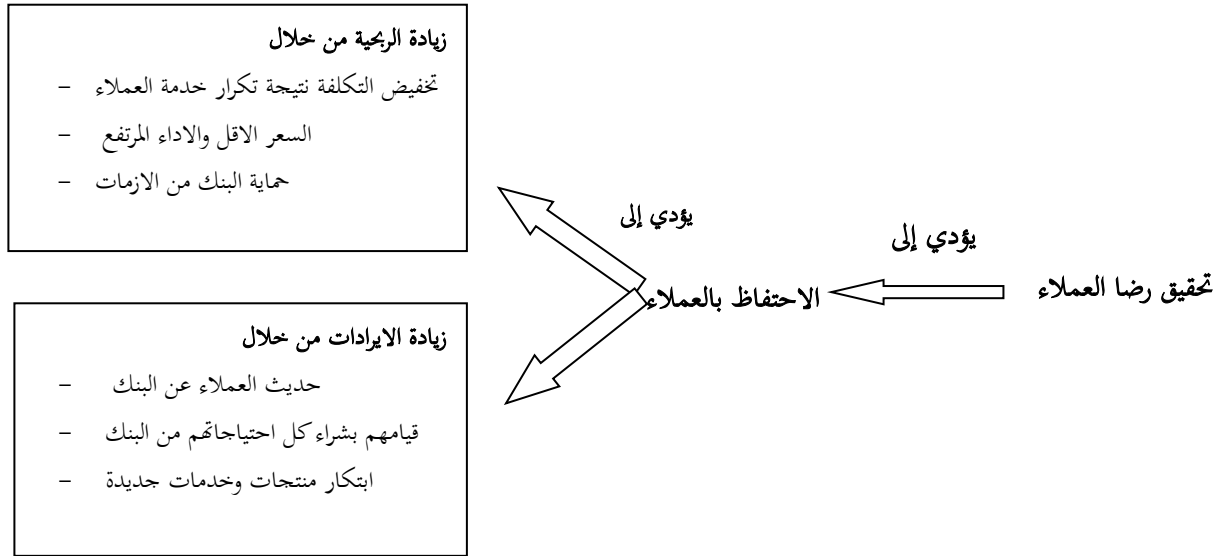 زيادة الربحية من خلال
تخفيض التكلفة نتيجة تكرار خدمة العملاء –
السعر الاقل والاداء المرتفع –
حماية البنك من الازمات –
يؤدي إلى
يؤدي إلى
تحقيق رضا العملاء
الاحتفاظ بالعملاء
زيادة الايرادات من خلال
حديث العملاء عن البنك –
قيامهم بشراء كل احتياجاتهم من البنك –
ابتكار منتجات وخدمات جديدة –